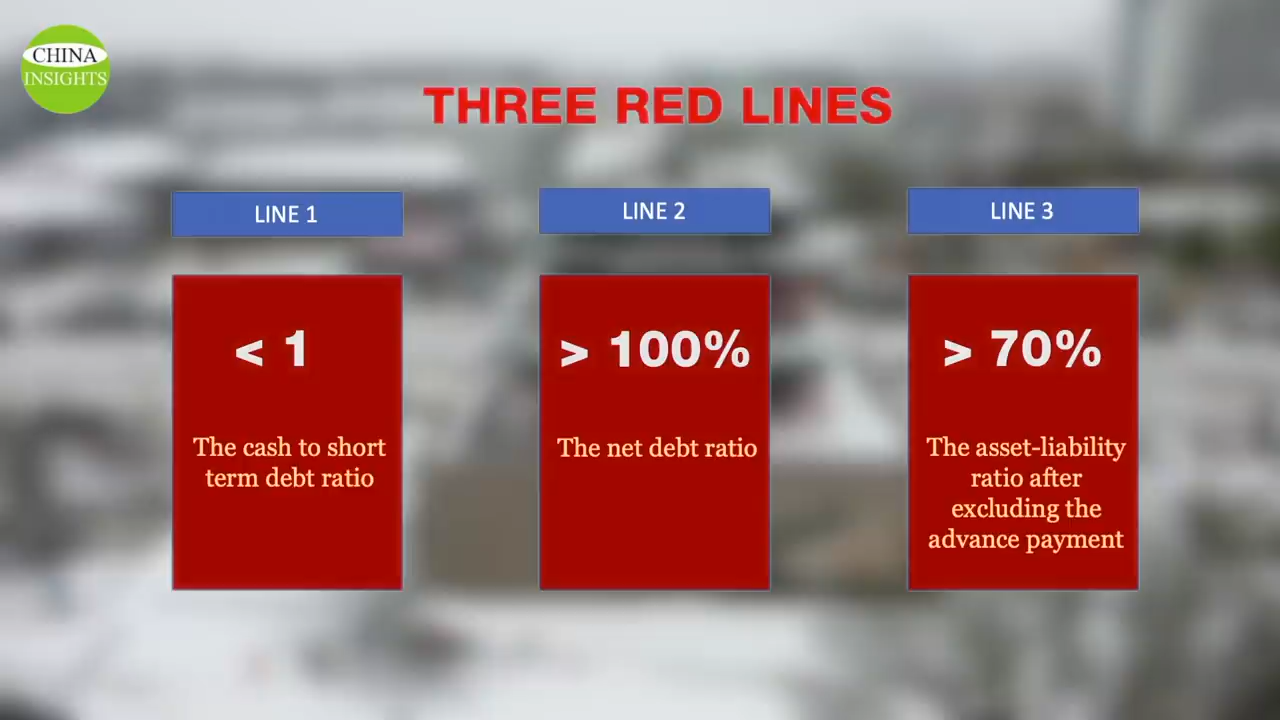 CHINA
INSIGHTS
THREE RED LINES
LINE 1
LINE 2
LINE 3
< 1
> 100%
> 70%
The cash to short
term debt ratio
The net debt ratio
The asset-liability
ratio after
excluding the
advance payment